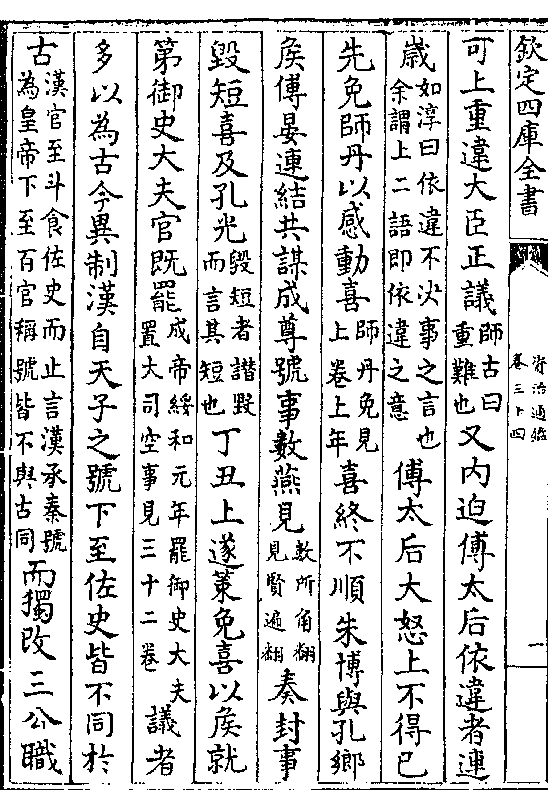 欽定四庫全書
資治通鑑
卷三十四
一
可上重違大臣正議師古曰重難也又内迫傅太后依違者連
歲如淳曰依違不決事之言也余謂上二語即依違之意傅太后大怒上不得已
先免師丹以感動喜師丹免見上卷上年喜終不順朱博與孔鄉
侯傅晏連結共謀成尊號事數燕見數所角翻見賢遍翻奏封事
毀短喜及孔光毀短者譖毀而言其短也丁丑上遂策免喜以侯就
第御史大夫官既罷成帝綏和元年罷御史大夫置大司空事見三十二卷議者
多以為古今異制漢自天子之號下至佐史皆不同於
古漢官至斗食佐史而止言漢承秦號為皇帝下至百官稱號皆不與古同而獨改三公職